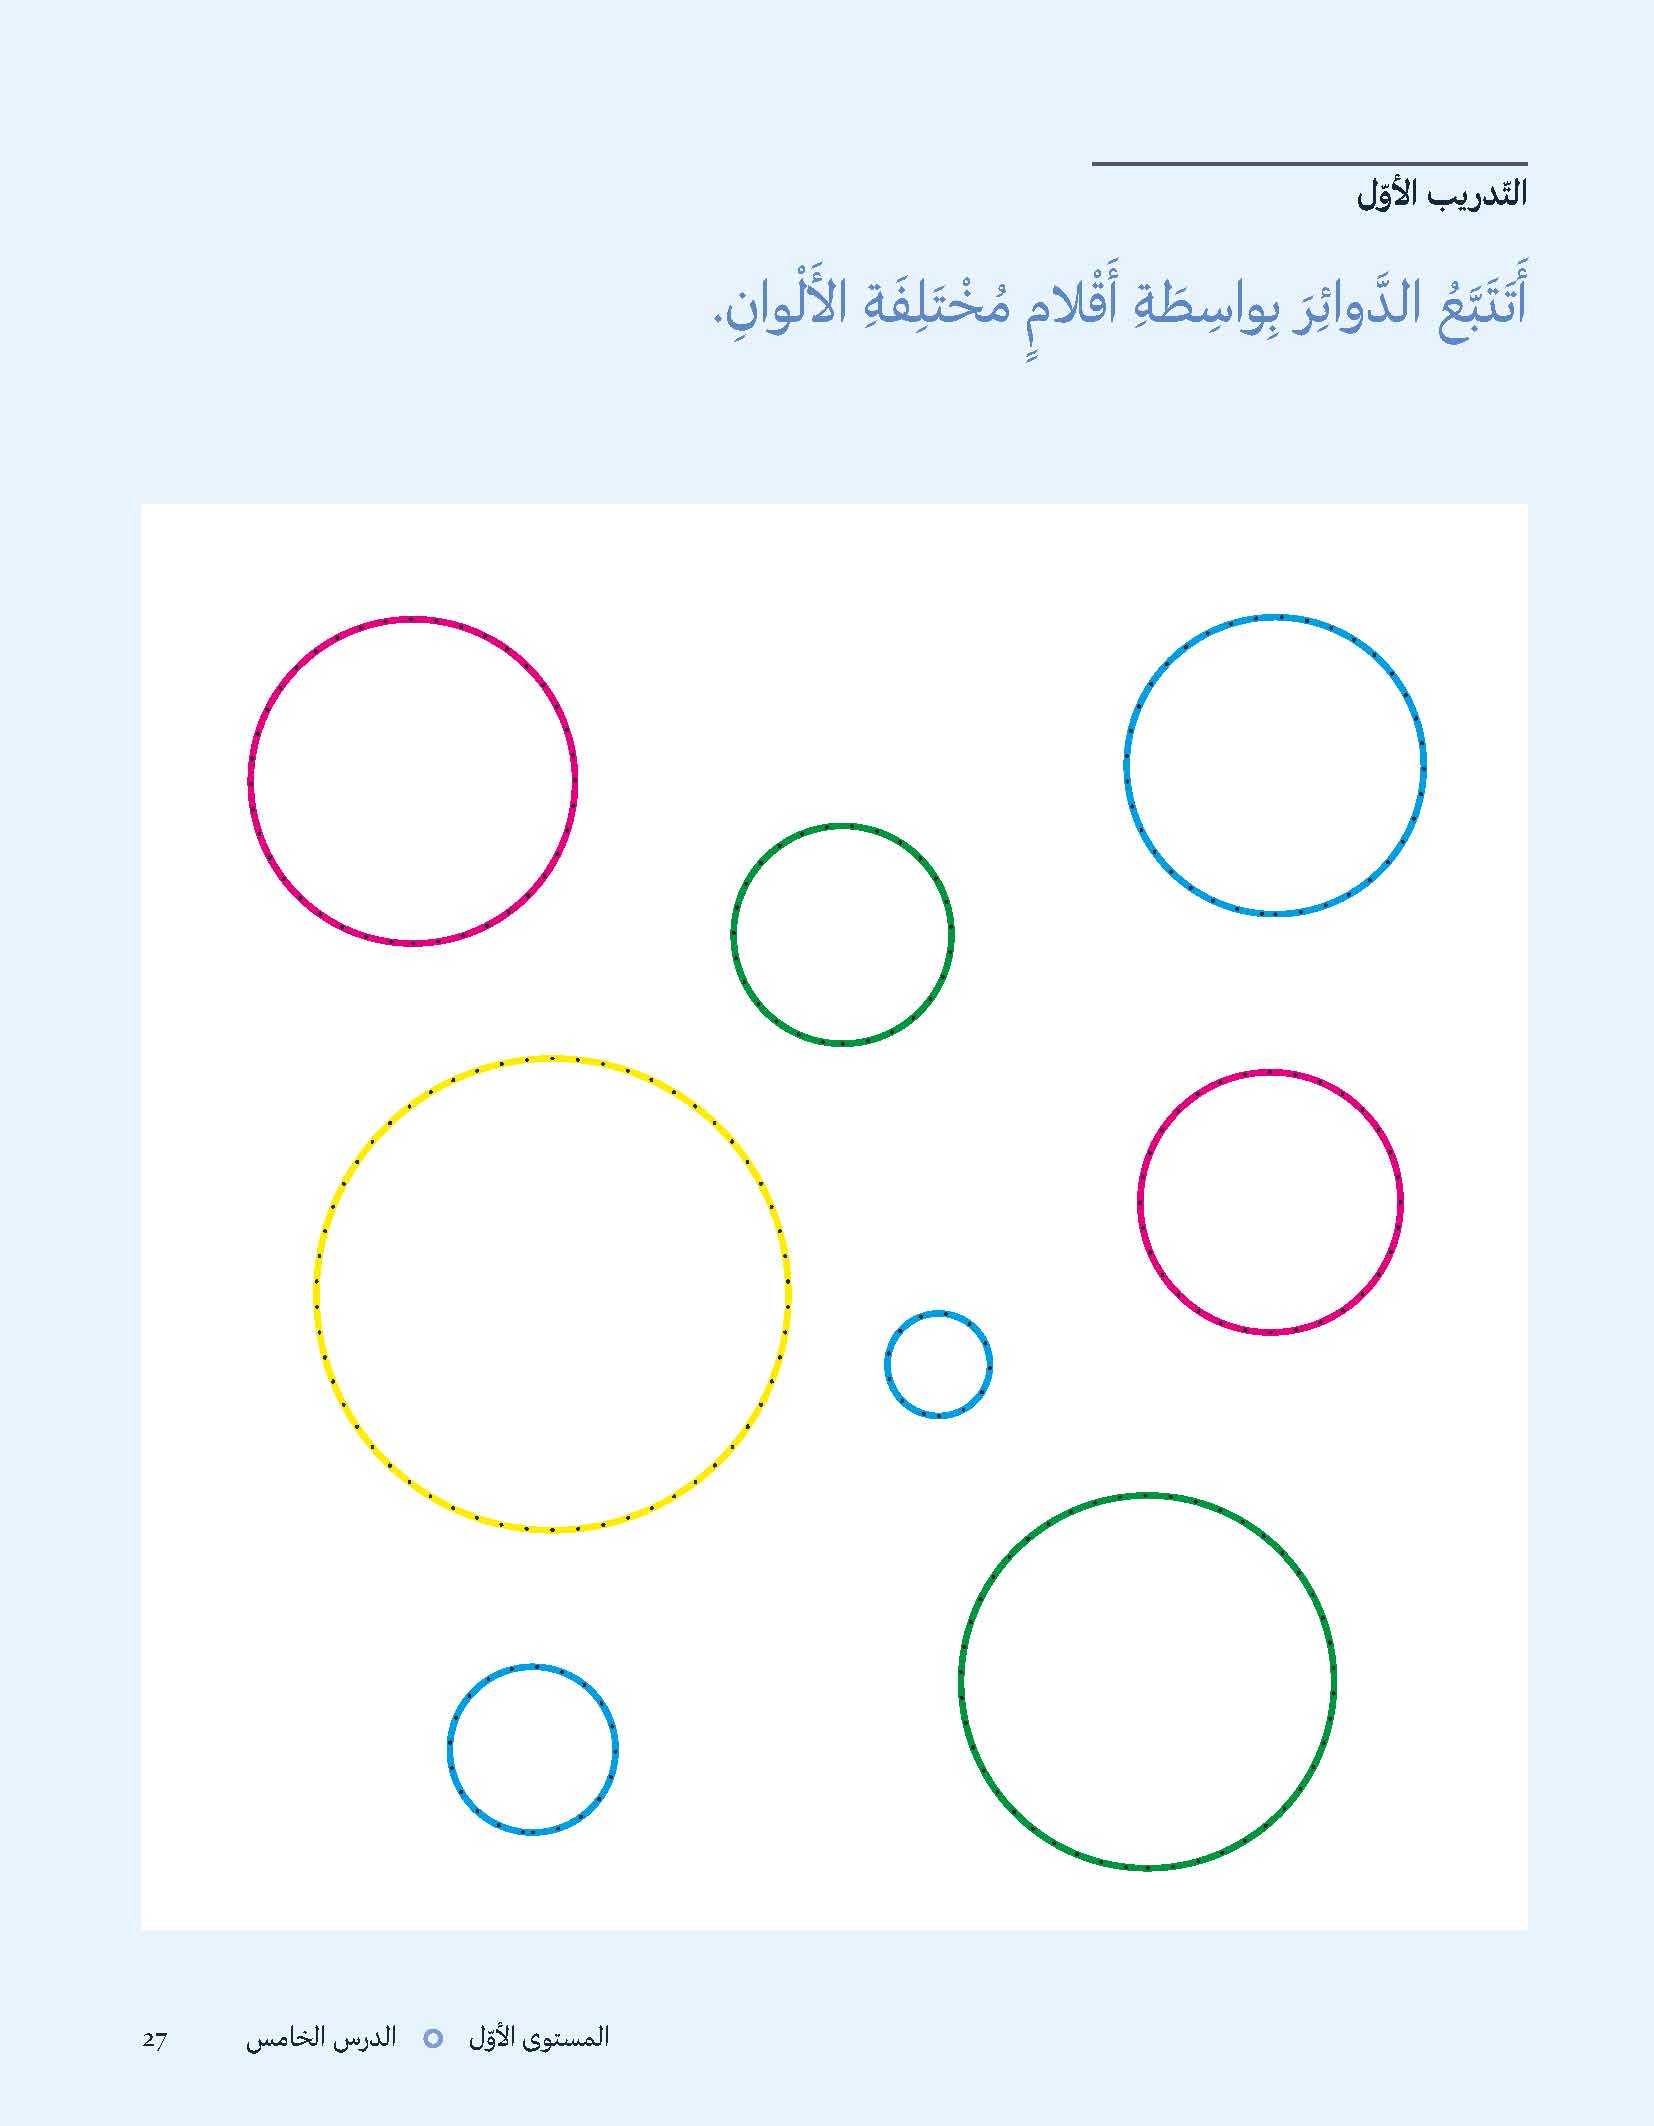 التّدريب الأوّل
أَتَتَبَّعُ الدَّوائِرَ بِواسِطَةِ أَقْلامٍ مُخْتَلِفَةِ الأَلْوانِ.
المستوى الأوّل الدرس الخامس 27